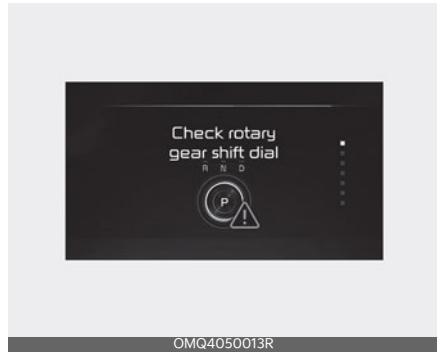 Check rotary
gear shift dial
R N D
P
OMQ4050013R